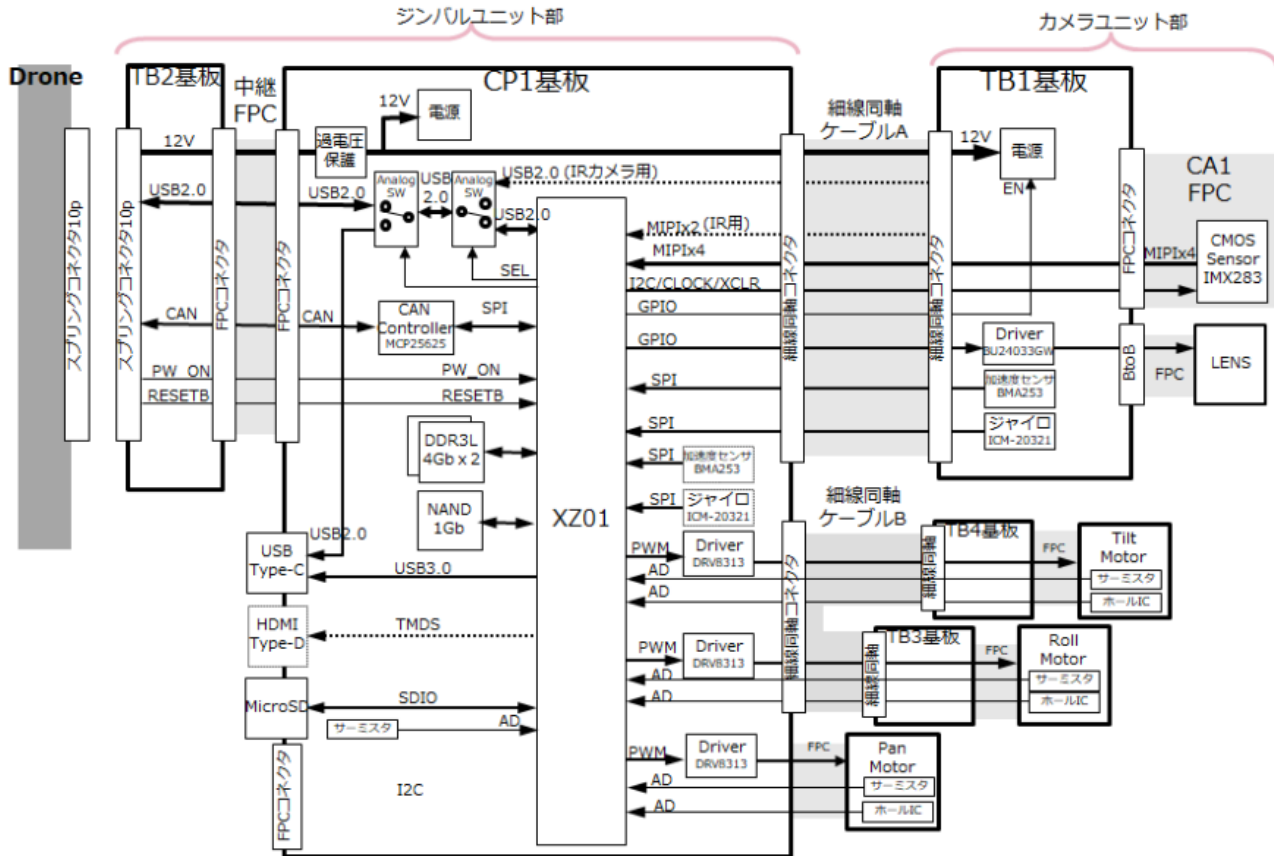 ジンバルユニット部
カメラユニット部
Drone
TB2基板
中継
FPC
CP1基板
TB1基板
12V
電源
細線同軸
ケーブルA
12V
過電圧
保護
12V
電源
EN
CA1
FPC
USB2.0
USB2.0
Analog
SW
USB
2.0
Analog
SW
USB2.0 (IRカメラ用)
USB2.0
MIPIx2 (IR用)
MIPIx4
MIPIx4
CMOS
Sensor
IMX283
SEL
I2C/CLOCK/XCLR
GPIO
スプリングコネクタ10p
スプリングコネクタ10p
FPCコネクタ
FPCコネクタ
細線同軸コネクタ
細線同軸コネクタ
FPCコネクタ
CAN
CAN
CAN
Controller
MCP25625
SPI
GPIO
Driver
BU24033GW
BtoB
FPC
LENS
PW_ON
PW_ON
RESETB
RESETB
SPI
加速度センサ
BMA253
SPI
ジャイロ
ICM-20321
DDR3L
4Gb x 2
SPI
加速度センサ
BMA253
NAND
1Gb
XZ01
SPI
ジャイロ
ICM-20321
細線同軸
ケーブルB
USB2.0
USB
Type-C
USB3.0
PWM
Driver
DRV8313
AD
AD
細線同軸コネクタ
細線同軸
TB4基板
FPC
Tilt
Motor
サーミスタ
ホールIC
HDMI
Type-D
TMDS
PWM
Driver
DRV8313
AD
AD
細線同軸
TB3基板
FPC
Roll
Motor
サーミスタ
ホールIC
MicroSD
SDIO
サーミスタ
AD
PWM
Driver
DRV8313
FPC
Pan
Motor
AD
サーミスタ
AD
ホールIC
FPCコネクタ
I2C